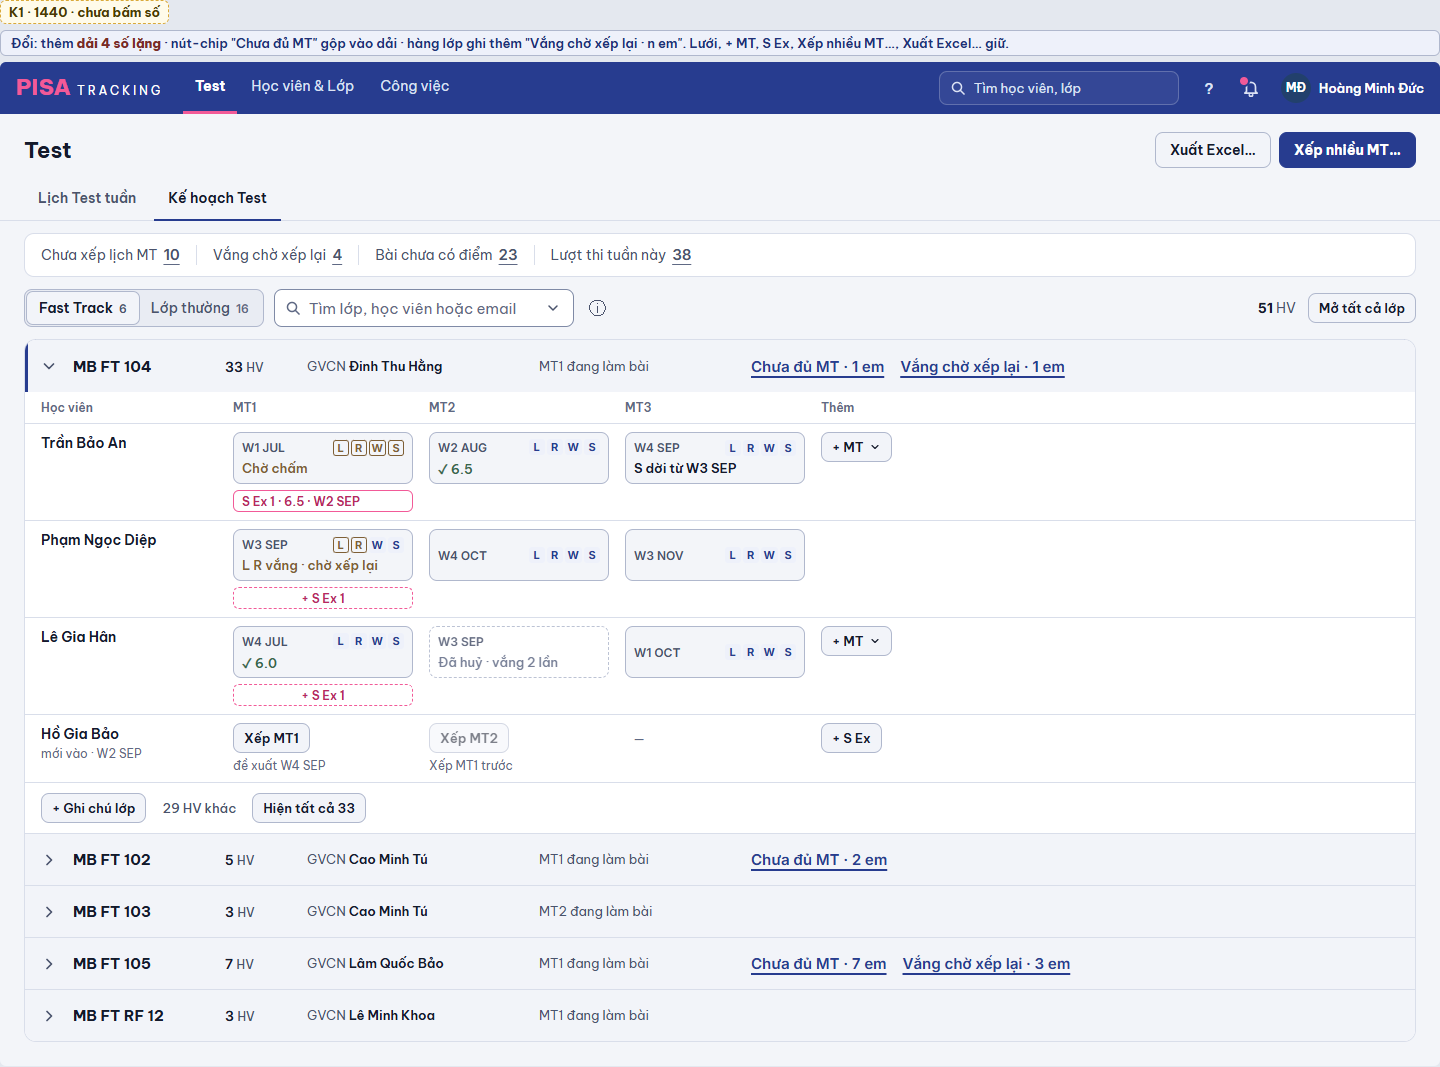 K1 · 1440 · chưa bấm số
Đổi: thêm dải 4 số lặng · nút-chip "Chưa đủ MT" gộp vào dải · hàng lớp ghi thêm "Vắng chờ xếp lại · n em". Lưới, + MT, S Ex, Xếp nhiều MT..., Xuất Excel... giữ.
PISA TRACKING Test Học viên & Lớp Công việc Tìm học viên, lớp ? MĐ Hoàng Minh Đức
Test Xuất Excel... Xếp nhiều MT...
Lịch Test tuần Kế hoạch Test
Chưa xếp lịch MT 10 Vắng chờ xếp lại 4 Bài chưa có điểm 23 Lượt thi tuần này 38
Fast Track 6 Lớp thường 16 Tìm lớp, học viên hoặc email 51 HV Mở tất cả lớp
MB FT 104 33 HV GVCN Đinh Thu Hằng MT1 đang làm bài Chưa đủ MT · 1 em Vắng chờ xếp lại · 1 em
Học viên MT1 MT2 MT3 Thêm
Trần Bảo An W1 JUL L R W S W2 AUG L R W S W4 SEP L R W S + MT
Chờ chấm ✓ 6.5 S dời từ W3 SEP
S Ex 1 · 6.5 · W2 SEP
Phạm Ngọc Diệp W3 SEP L R W S W4 OCT L R W S W3 NOV L R W S
L R vắng · chờ xếp lại
+ S Ex 1
Lê Gia Hân W4 JUL L R W S W3 SEP W1 OCT L R W S + MT
✓ 6.0 Đã huỷ · vắng 2 lần
+ S Ex 1
Hồ Gia Bảo Xếp MT1 Xếp MT2 – + S Ex
mới vào · W2 SEP đề xuất W4 SEP Xếp MT1 trước
+ Ghi chú lớp 29 HV khác Hiện tất cả 33
MB FT 102 5 HV GVCN Cao Minh Tú MT1 đang làm bài Chưa đủ MT · 2 em
MB FT 103 3 HV GVCN Cao Minh Tú MT2 đang làm bài
MB FT 105 7 HV GVCN Lâm Quốc Bảo MT1 đang làm bài Chưa đủ MT · 7 em Vắng chờ xếp lại · 3 em
MB FT RF 12 3 HV GVCN Lê Minh Khoa MT1 đang làm bài